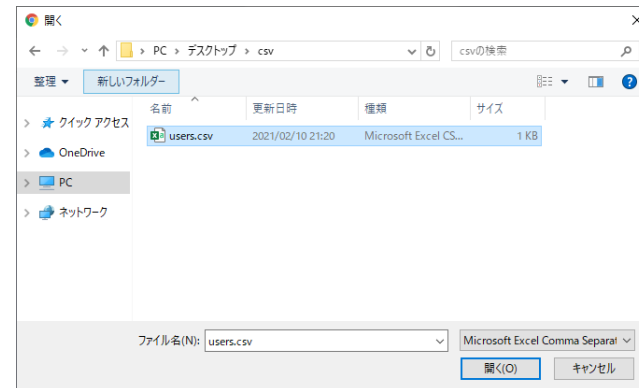 開く
PC › デスクトップ › csv
csvの検索
整理 新しいフォルダー
名前 更新日時 種類 サイズ
users.csv 2021/02/10 21:20 Microsoft Excel CS... 1 KB
クイック アクセス
OneDrive
PC
ネットワーク
ファイル名(N): users.csv Microsoft Excel Comma Separat
開く(O) キャンセル